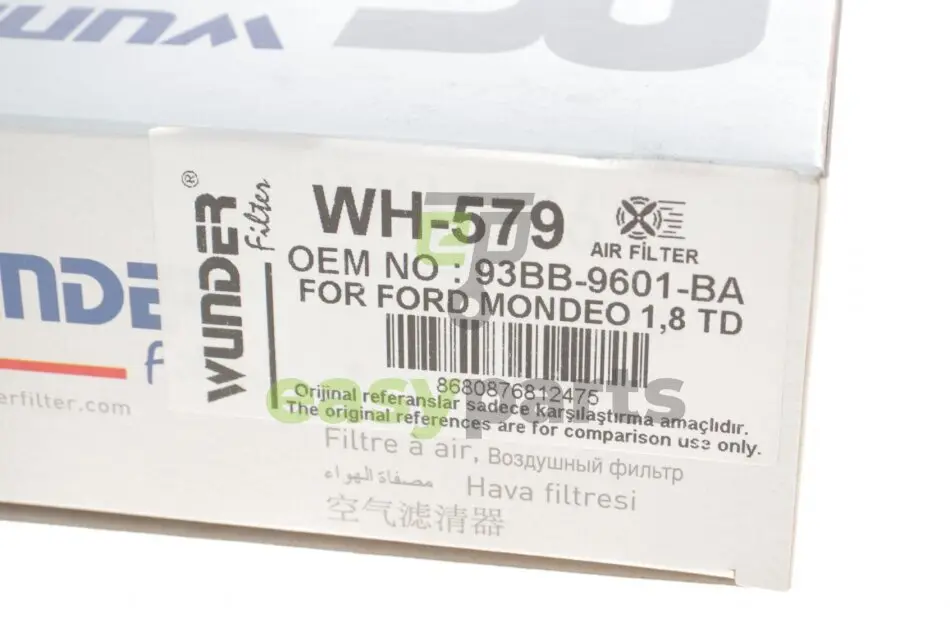 WUNDER®
Filter
WH-579
AIR FİLTER
OEM NO : 93BB-9601-BA
FOR FORD MONDEO 1,8 TD
8680876812475
Orijinal referanslar sadece karşılaştırma amaçlıdır.
The original references are for comparison use only.
easyparts
erfilter.com
Filtre à air, Воздушный фильтр
مصفاة الهواء Hava filtresi
空气滤清器